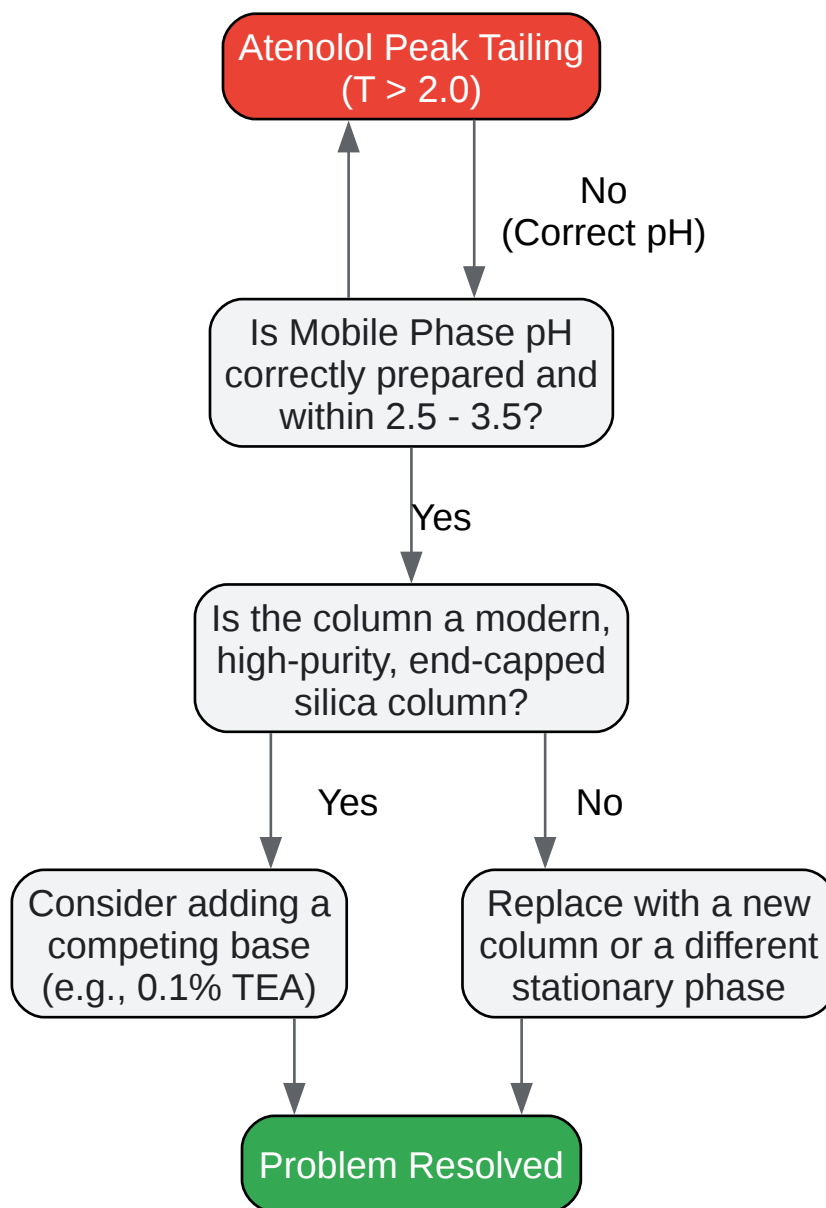 Atenolol Peak Tailing
(T > 2.0)
No
(Correct pH)
Is Mobile Phase pH
correctly prepared and
within 2.5 - 3.5?
Yes
Is the column a modern,
high-purity, end-capped
silica column?
Yes
No
Consider adding a
competing base
(e.g., 0.1% TEA)
Replace with a new
column or a different
stationary phase
Problem Resolved